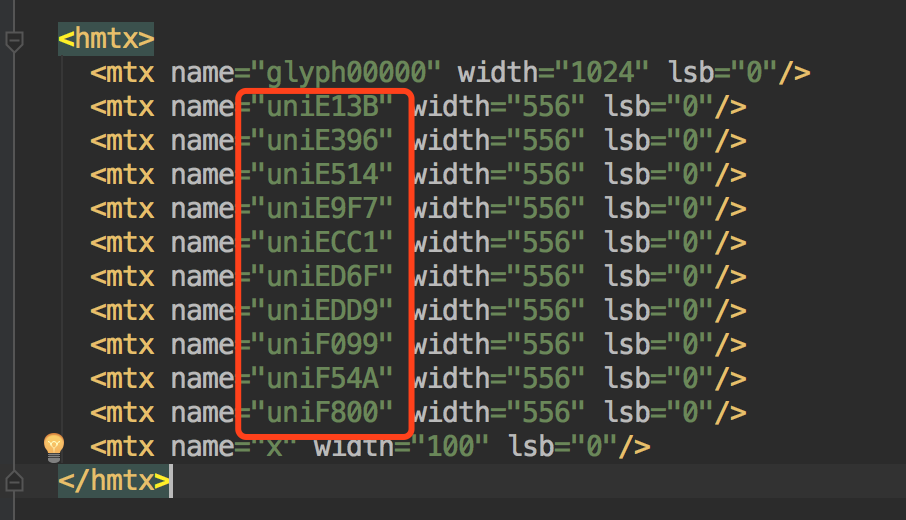 <hmtx>
<mtx name="glyph00000" width="1024" lsb="0"/>
<mtx name="uniE13B" width="556" lsb="0"/>
<mtx name="uniE396" width="556" lsb="0"/>
<mtx name="uniE514" width="556" lsb="0"/>
<mtx name="uniE9F7" width="556" lsb="0"/>
<mtx name="uniECC1" width="556" lsb="0"/>
<mtx name="uniED6F" width="556" lsb="0"/>
<mtx name="uniEDD9" width="556" lsb="0"/>
<mtx name="uniF099" width="556" lsb="0"/>
<mtx name="uniF54A" width="556" lsb="0"/>
<mtx name="uniF800" width="556" lsb="0"/>
<mtx name="x" width="100" lsb="0"/>
</hmtx>